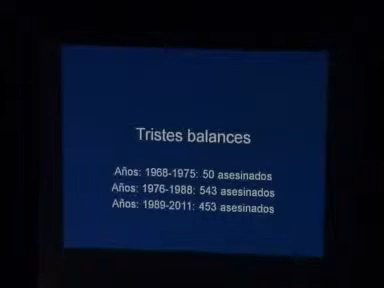 Tristes balances
Años: 1968-1975: 50 asesinados
Años: 1976-1988: 543 asesinados
Años: 1989-2011: 453 asesinados